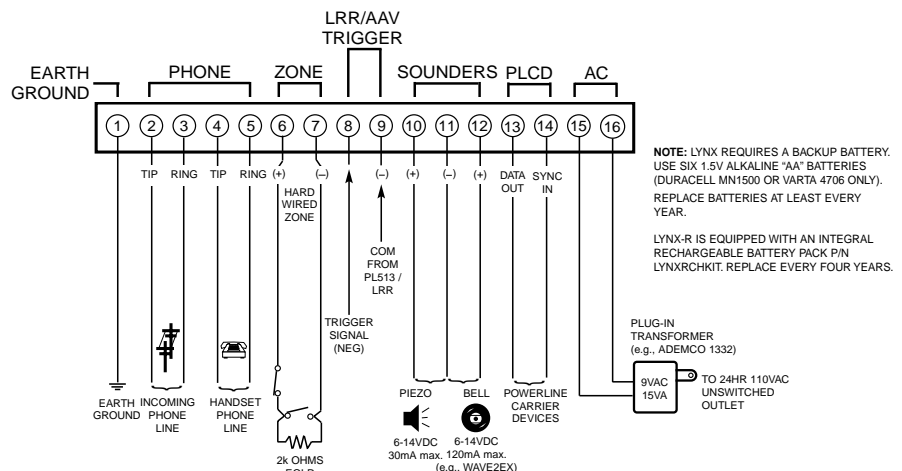 LRR/AAV
TRIGGER
EARTH
GROUND
PHONE
ZONE
SOUNDERS
PLCD
AC
1 2 3 4 5 6 7 8 9 10 11 12 13 14 15 16
TIP RING TIP RING (+) (–) (–) (+) (–) (+) DATA OUT SYNC IN
HARD
WIRED
ZONE
COM
FROM
PL513 /
LRR
TRIGGER
SIGNAL
(NEG)
EARTH
GROUND
INCOMING
PHONE
LINE
HANDSET
PHONE
LINE
2k OHMS
PIEZO
6-14VDC
30mA max.
BELL
6-14VDC
120mA max.
(e.g., WAVE2EX)
POWERLINE
CARRIER
DEVICES
NOTE: LYNX REQUIRES A BACKUP BATTERY.
USE SIX 1.5V ALKALINE “AA” BATTERIES
(DURACELL MN1500 OR VARTA 4706 ONLY).
REPLACE BATTERIES AT LEAST EVERY
YEAR.
LYNX-R IS EQUIPPED WITH AN INTEGRAL
RECHARGEABLE BATTERY PACK P/N
LYNXRCHKIT. REPLACE EVERY FOUR YEARS.
PLUG-IN
TRANSFORMER
(e.g., ADEMCO 1332)
9VAC
15VA
TO 24HR 110VAC
UNSWITCHED
OUTLET